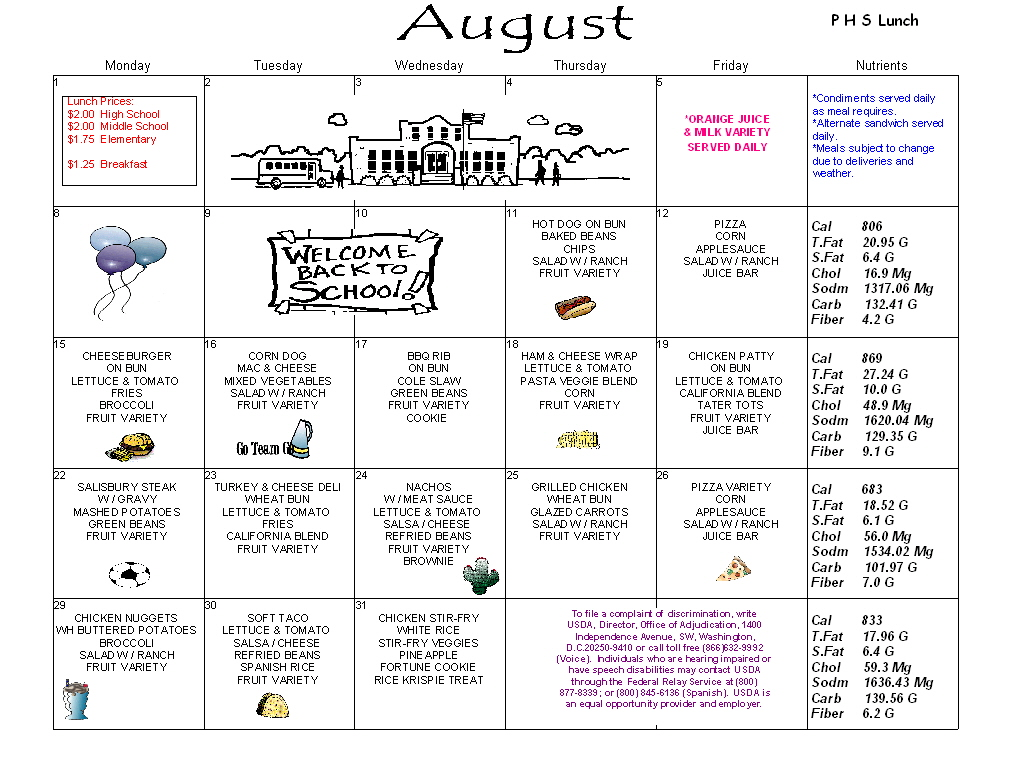 August
P H S Lunch
Monday Tuesday Wednesday Thursday Friday Nutrients
1
Lunch Prices:
$2.00 High School
$2.00 Middle School
$1.75 Elementary
$1.25 Breakfast
2
3
4
5
*ORANGE JUICE
& MILK VARIETY
SERVED DAILY
*Condiments served daily
as meal requires.
*Alternate sandwich served
daily.
*Meals subject to change
due to deliveries and
weather.
8
9
10
WELCOME
BACK TO
SCHOOL!
11
HOT DOG ON BUN
BAKED BEANS
CHIPS
SALAD W / RANCH
FRUIT VARIETY
12
PIZZA
CORN
APPLESAUCE
SALAD W / RANCH
JUICE BAR
Cal 806
T.Fat 20.95 G
S.Fat 6.4 G
Chol 16.9 Mg
Sodm 1317.06 Mg
Carb 132.41 G
Fiber 4.2 G
15
CHEESEBURGER
ON BUN
LETTUCE & TOMATO
FRIES
BROCCOLI
FRUIT VARIETY
16
CORN DOG
MAC & CHEESE
MIXED VEGETABLES
SALAD W / RANCH
FRUIT VARIETY
Go Team Go
17
BBQ RIB
ON BUN
COLE SLAW
GREEN BEANS
FRUIT VARIETY
COOKIE
18
HAM & CHEESE WRAP
LETTUCE & TOMATO
PASTA VEGGIE BLEND
CORN
FRUIT VARIETY
19
CHICKEN PATTY
ON BUN
LETTUCE & TOMATO
CALIFORNIA BLEND
TATER TOTS
FRUIT VARIETY
JUICE BAR
Cal 869
T.Fat 27.24 G
S.Fat 10.0 G
Chol 48.9 Mg
Sodm 1620.04 Mg
Carb 129.35 G
Fiber 9.1 G
22
SALISBURY STEAK
W / GRAVY
MASHED POTATOES
GREEN BEANS
FRUIT VARIETY
23
TURKEY & CHEESE DELI
WHEAT BUN
LETTUCE & TOMATO
FRIES
CALIFORNIA BLEND
FRUIT VARIETY
24
NACHOS
W / MEAT SAUCE
LETTUCE & TOMATO
SALSA / CHEESE
REFRIED BEANS
FRUIT VARIETY
BROWNIE
25
GRILLED CHICKEN
WHEAT BUN
GLAZED CARROTS
SALAD W / RANCH
FRUIT VARIETY
26
PIZZA VARIETY
CORN
APPLESAUCE
SALAD W / RANCH
JUICE BAR
Cal 683
T.Fat 18.52 G
S.Fat 6.1 G
Chol 56.0 Mg
Sodm 1534.02 Mg
Carb 101.97 G
Fiber 7.0 G
29
CHICKEN NUGGETS
WH BUTTERED POTATOES
BROCCOLI
SALAD W / RANCH
FRUIT VARIETY
30
SOFT TACO
LETTUCE & TOMATO
SALSA / CHEESE
REFRIED BEANS
SPANISH RICE
FRUIT VARIETY
31
CHICKEN STIR-FRY
WHITE RICE
STIR-FRY VEGGIES
PINEAPPLE
FORTUNE COOKIE
RICE KRISPIE TREAT
To file a complaint of discrimination, write
USDA, Director, Office of Adjudication, 1400
Independence Avenue, SW, Washington,
D.C.20250-9410 or call toll free (866)632-9992
(Voice). Individuals who are hearing impaired or
have speech disabilities may contact USDA
through the Federal Relay Service at (800)
877-8339; or (800) 845-6136 (Spanish). USDA is
an equal opportunity provider and employer.
Cal 833
T.Fat 17.96 G
S.Fat 6.4 G
Chol 59.3 Mg
Sodm 1636.43 Mg
Carb 139.56 G
Fiber 6.2 G